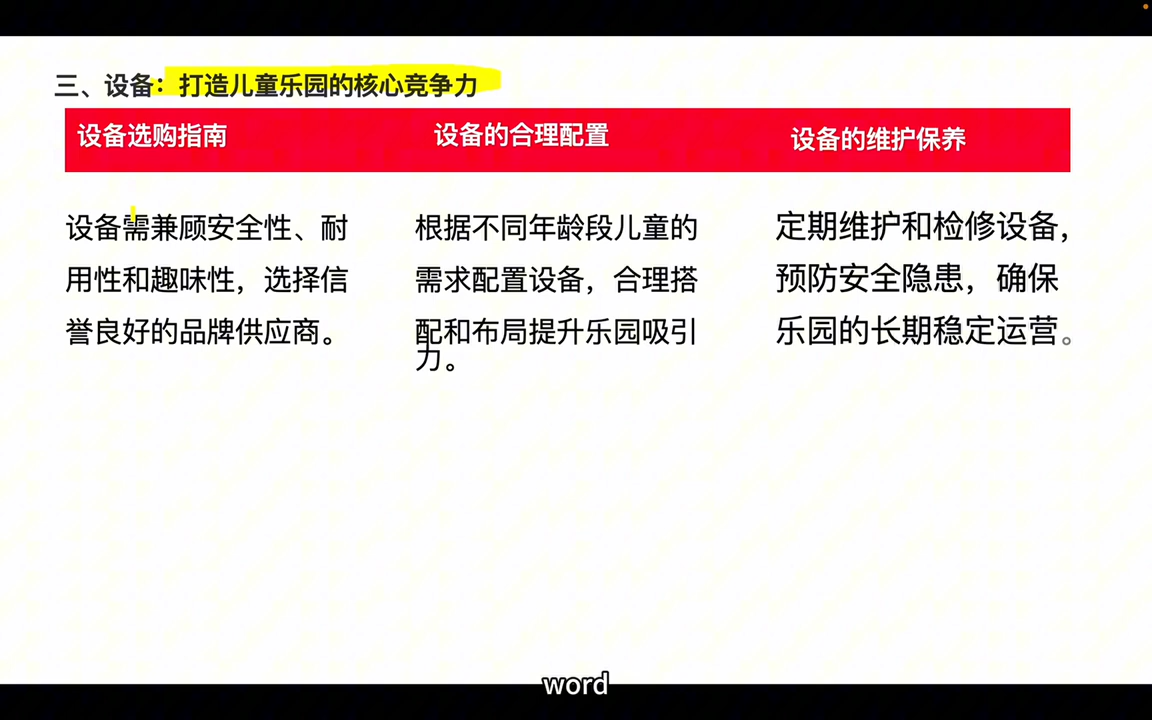 三、设备：打造儿童乐园的核心竞争力
设备选购指南
设备的合理配置
设备的维护保养
设备需兼顾安全性、耐
用性和趣味性，选择信
誉良好的品牌供应商。
根据不同年龄段儿童的
需求配置设备，合理搭
配和布局提升乐园吸引
力。
定期维护和检修设备，
预防安全隐患，确保
乐园的长期稳定运营。
word